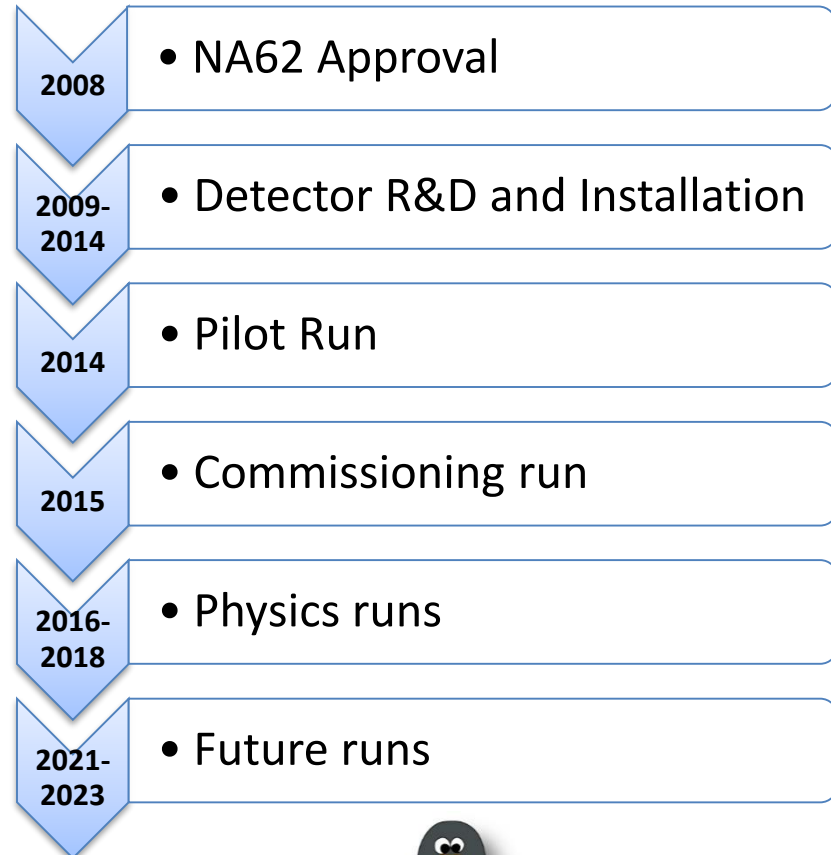 2008
• NA62 Approval
2009-
2014
• Detector R&D and Installation
2014
• Pilot Run
2015
• Commissioning run
2016-
2018
• Physics runs
2021-
2023
• Future runs